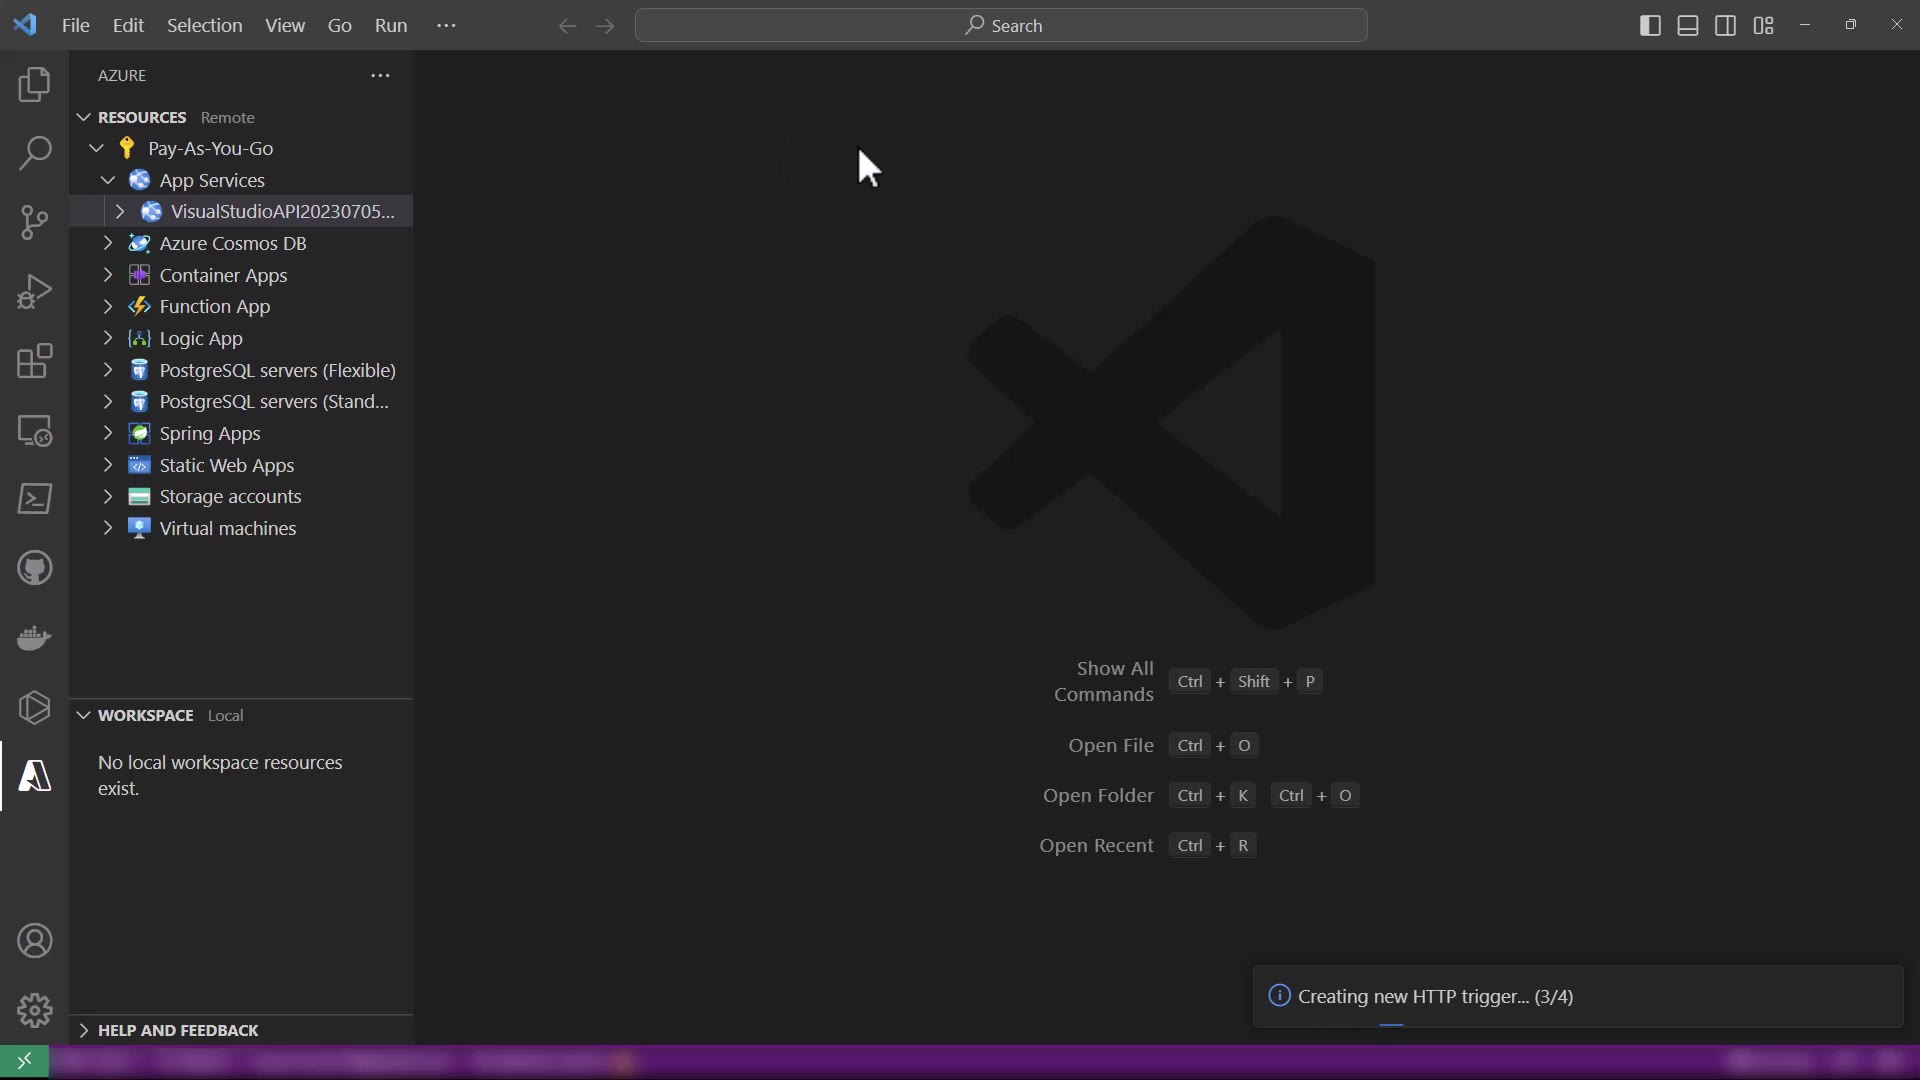 File Edit Selection View Go Run ···
Search
AZURE
RESOURCES Remote
Pay-As-You-Go
App Services
VisualStudioAPI20230705...
Azure Cosmos DB
Container Apps
Function App
Logic App
PostgreSQL servers (Flexible)
PostgreSQL servers (Stand...
Spring Apps
Static Web Apps
Storage accounts
Virtual machines
WORKSPACE Local
No local workspace resources
exist.
HELP AND FEEDBACK
Show All
Commands Ctrl + Shift + P
Open File Ctrl + O
Open Folder Ctrl + K Ctrl + O
Open Recent Ctrl + R
Creating new HTTP trigger... (3/4)